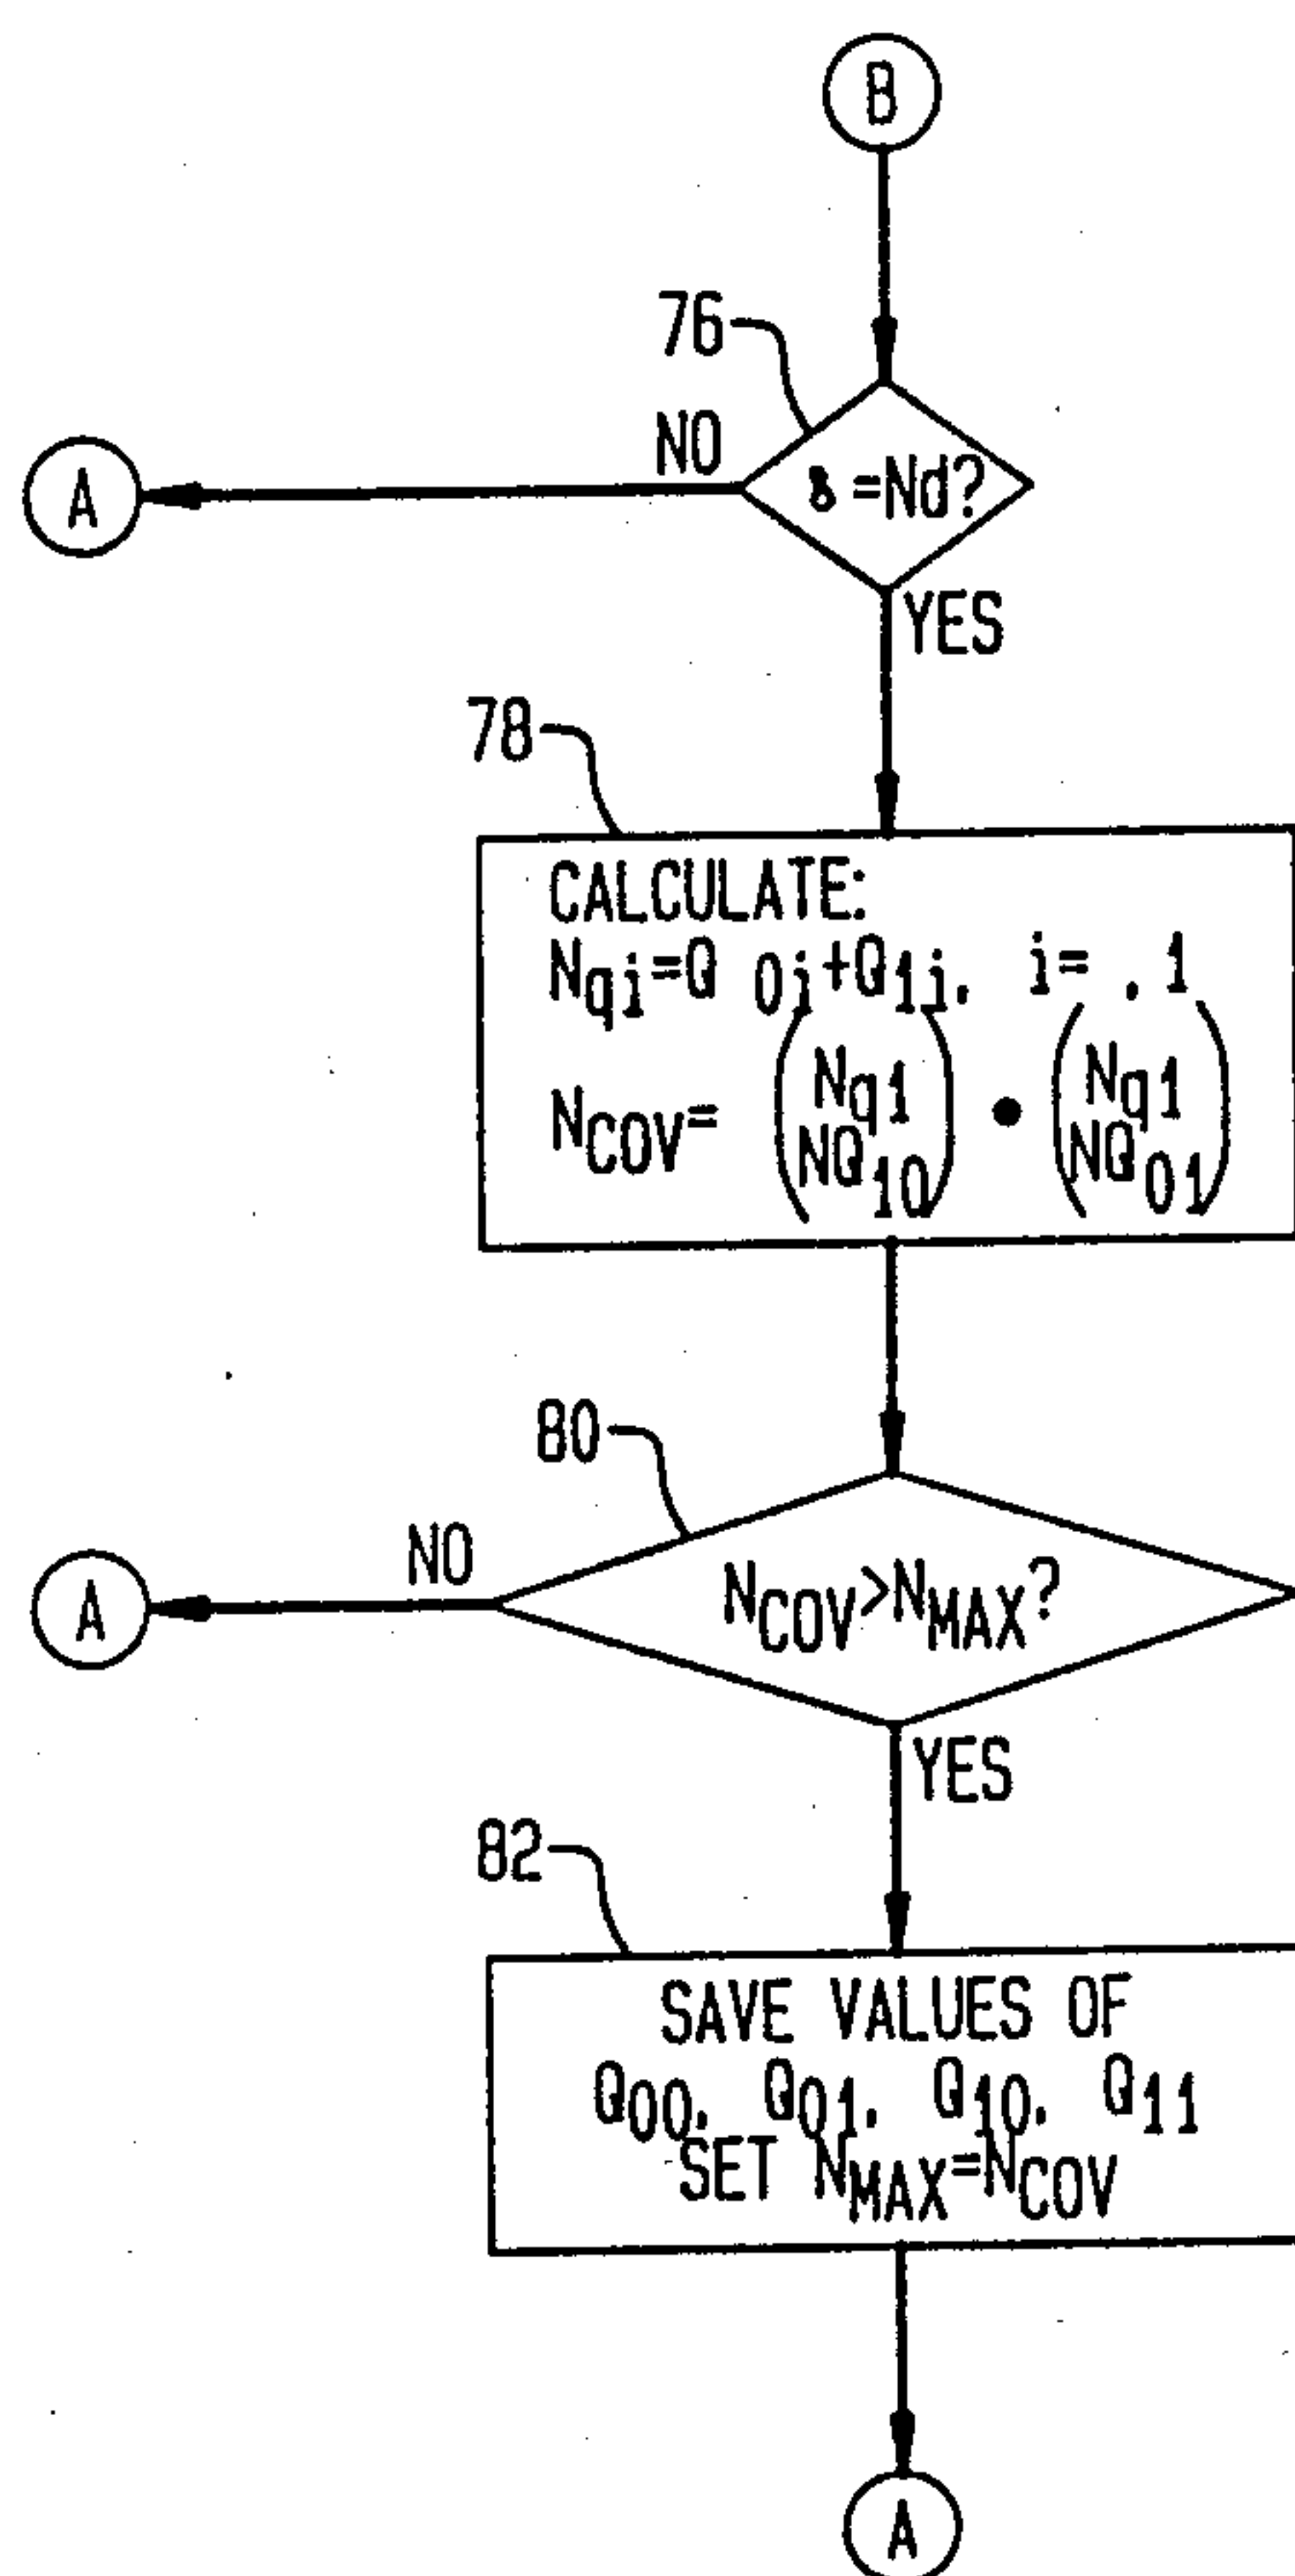 B
76
NO
A
8 =Nd?
YES
78
CALCULATE:
Nqi=Q 0i+Q1i, i= , 1
NCOV= (Nq1 NQ10) • (Nq1 NQ01)
80
NO
A
NCOV>NMAX?
YES
82
SAVE VALUES OF
Q00, Q01, Q10, Q11
SET NMAX=NCOV
A